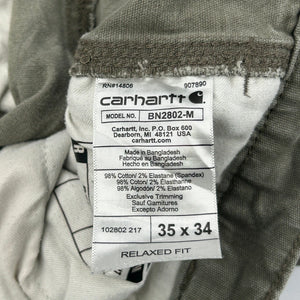 RN#14806 907890
carhartt
MODEL NO. BN2802-M
Carhartt, Inc. P.O. Box 600
Dearborn, MI 48121 USA
Made in Bangladesh
Fabriqué au Bangladesh
Hecho en Bangladesh
98% Cotton/ 2% Elastane (Spandex)
98% Coton/ 2% Élasthanne
98% Algodón/ 2% Elastano
Exclusive Trimming
Sauf Garnitures
Excepto Adorno
102802 217
35 x 34
RELAXED FIT